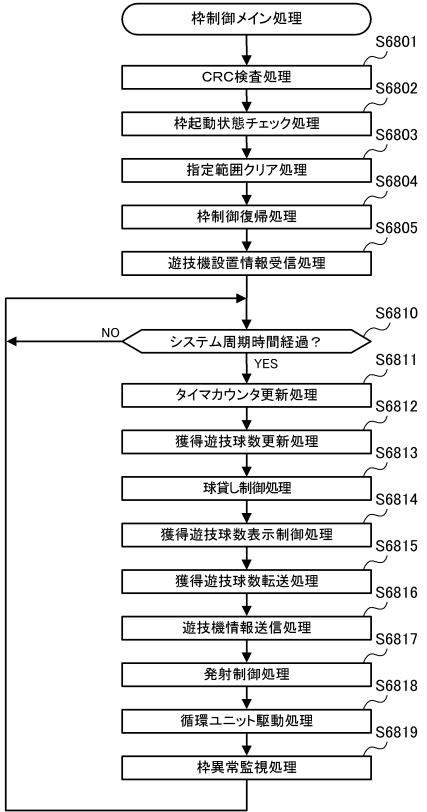 枠制御メイン処理
S6801
CRC検査処理
S6802
枠起動状態チェック処理
S6803
指定範囲クリア処理
S6804
枠制御復帰処理
S6805
遊技機設置情報受信処理
S6810
NO
システム周期時間経過？
YES
S6811
タイマカウンタ更新処理
S6812
獲得遊技球数更新処理
S6813
球貸し制御処理
S6814
獲得遊技球数表示制御処理
S6815
獲得遊技球数転送処理
S6816
遊技機情報送信処理
S6817
発射制御処理
S6818
循環ユニット駆動処理
S6819
枠異常監視処理